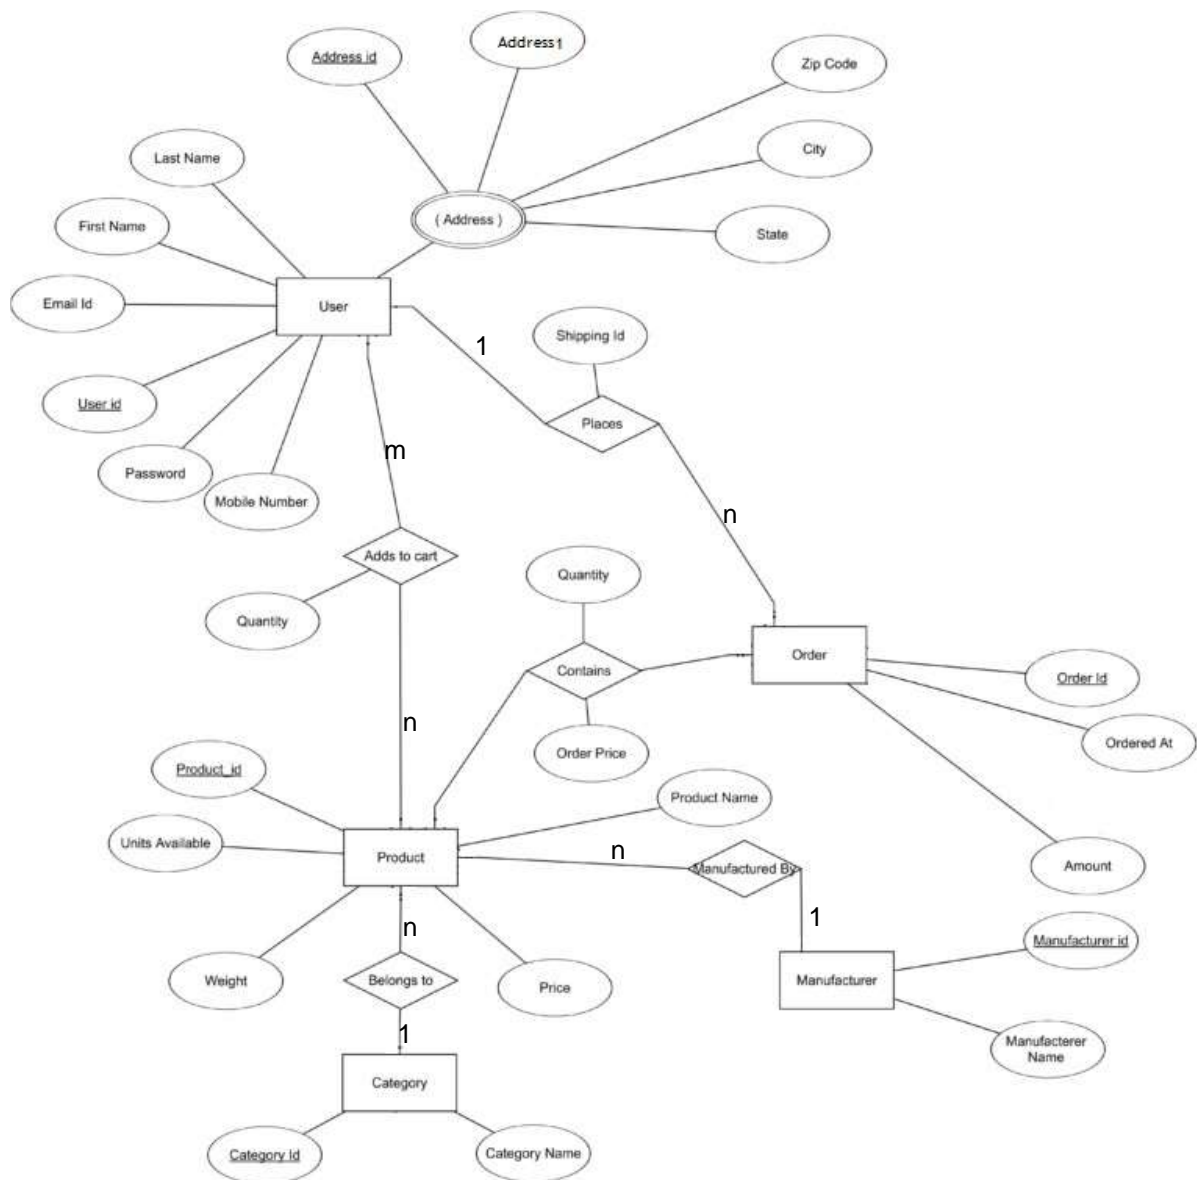 Address1
Address id
Zip Code
City
Last Name
( Address )
First Name
State
Email Id
User
Shipping Id
1
User id
Places
m
Password
Mobile Number
n
Adds to cart
Quantity
Quantity
Contains
Order
Order Id
n
Order Price
Ordered At
Product_id
Product Name
Units Available
Product
n
Manufactured By
Amount
n
1
Manufacturer id
Weight
Belongs to
Price
Manufacturer
1
Manufacterer
Name
Category
Category Id
Category Name